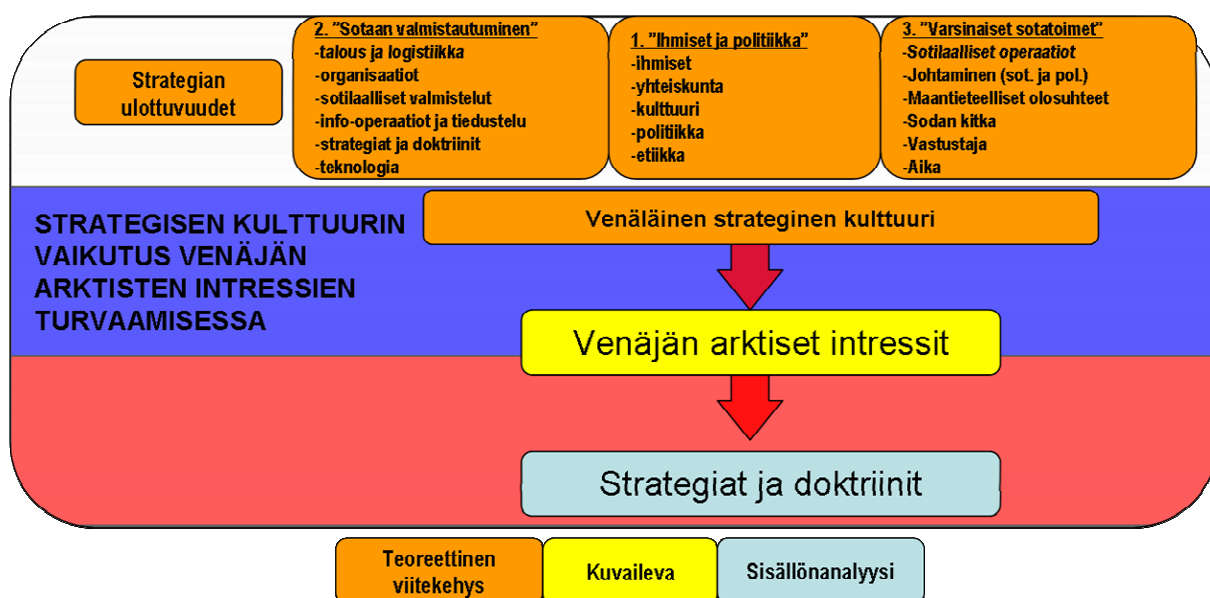 Strategian
ulottuvuudet
2. ”Sotaan valmistautuminen”
-talous ja logistiikka
-organisaatiot
-sotilaalliset valmistelut
-info-operaatiot ja tiedustelu
-strategiat ja doktriinit
-teknologia
1. ”Ihmiset ja politiikka”
-ihmiset
-yhteiskunta
-kulttuuri
-politiikka
-etiikka
3. ”Varsinaiset sotatoimet”
-Sotilaalliset operaatiot
-Johtaminen (sot. ja pol.)
-Maantieteelliset olosuhteet
-Sodan kitka
-Vastustaja
-Aika
STRATEGISEN KULTTUURIN
VAIKUTUS VENÄJÄN
ARKTISTEN INTRESSIEN
TURVAAMISESSA
Venäläinen strateginen kulttuuri
Venäjän arktiset intressit
Strategiat ja doktriinit
Teoreettinen
viitekehys
Kuvaileva
Sisällönanalyysi